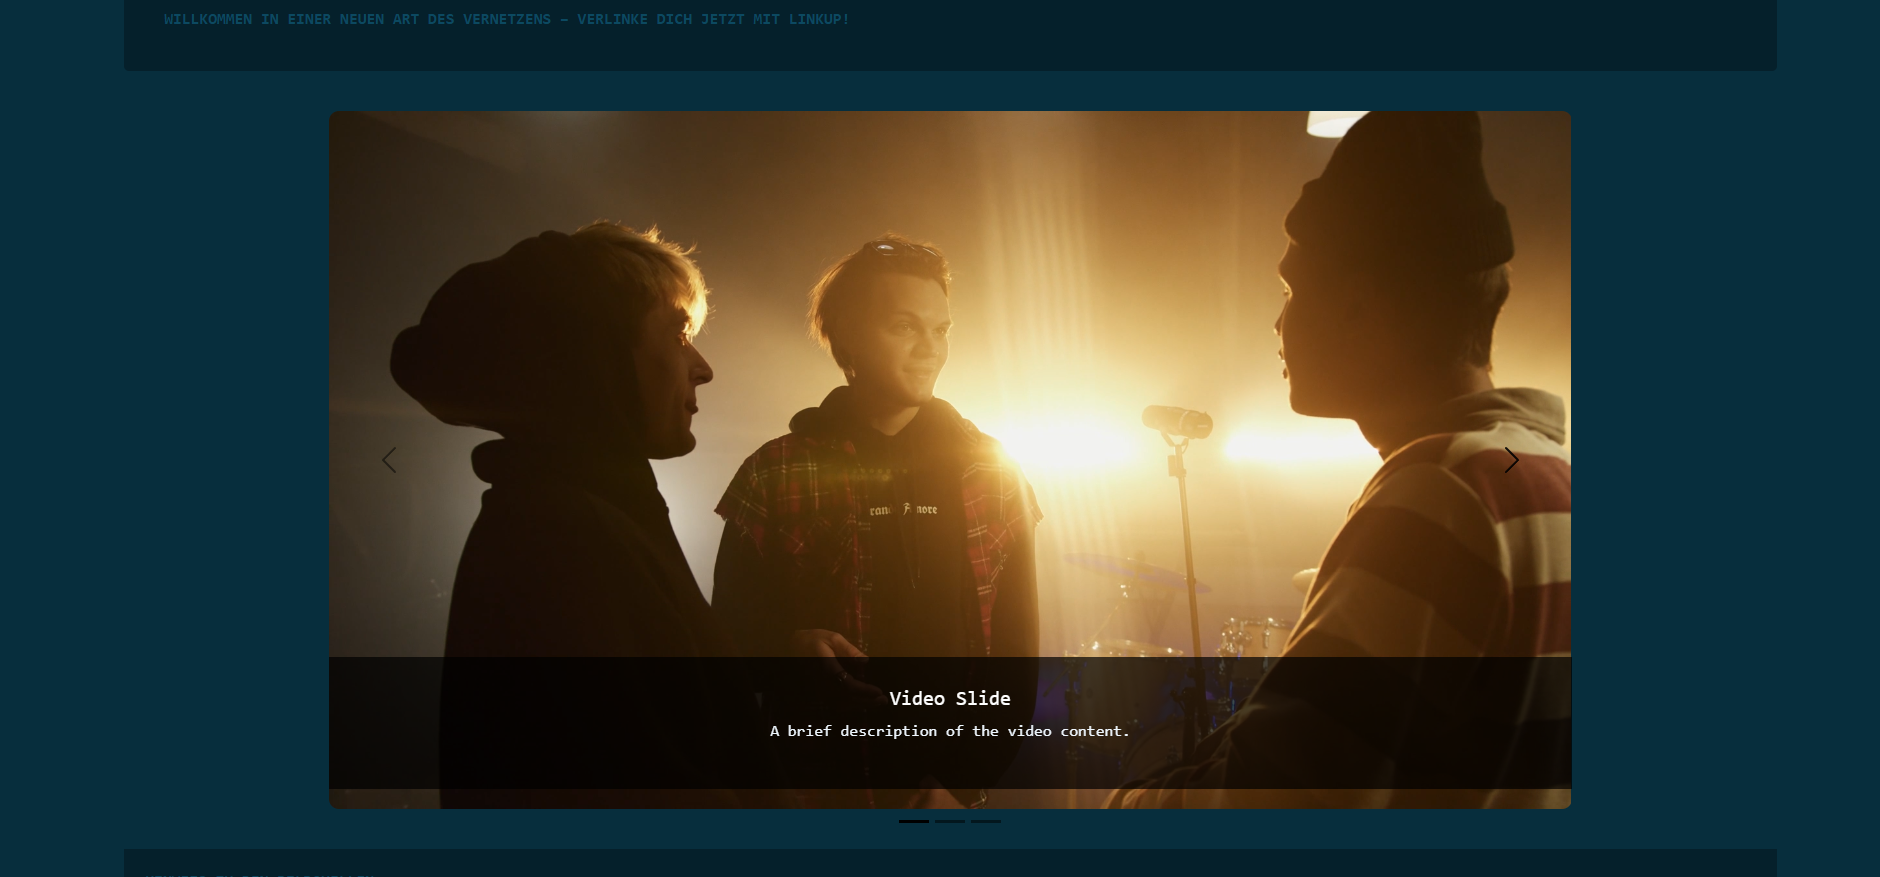 WILLKOMMEN IN EINER NEUEN ART DES VERNETZENS – VERLINKE DICH JETZT MIT LINKUP!
Video Slide
A brief description of the video content.